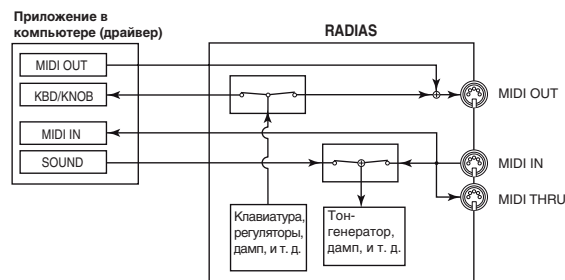 Приложение в
компьютере (драйвер)
RADIAS
MIDI OUT
KBD/KNOB
MIDI IN
SOUND
MIDI OUT
MIDI IN
MIDI THRU
Клавиатура,
регуляторы,
дамп, и т. д.
Тон-
генератор,
дамп, и т. д.